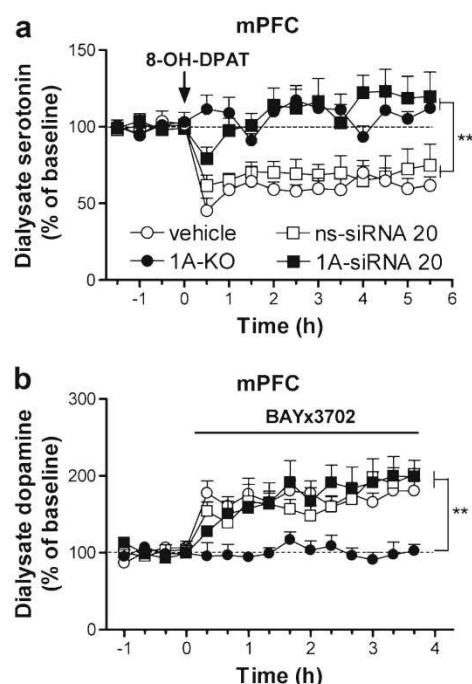 a
mPFC
8-OH-DPAT
150
100
50
0
Dialysate serotonin
(% of baseline)
**
vehicle
ns-siRNA 20
1A-KO
1A-siRNA 20
-1 0 1 2 3 4 5 6
Time (h)
b
mPFC
BAYx3702
300
200
100
0
Dialysate dopamine
(% of baseline)
**
-1 0 1 2 3 4
Time (h)